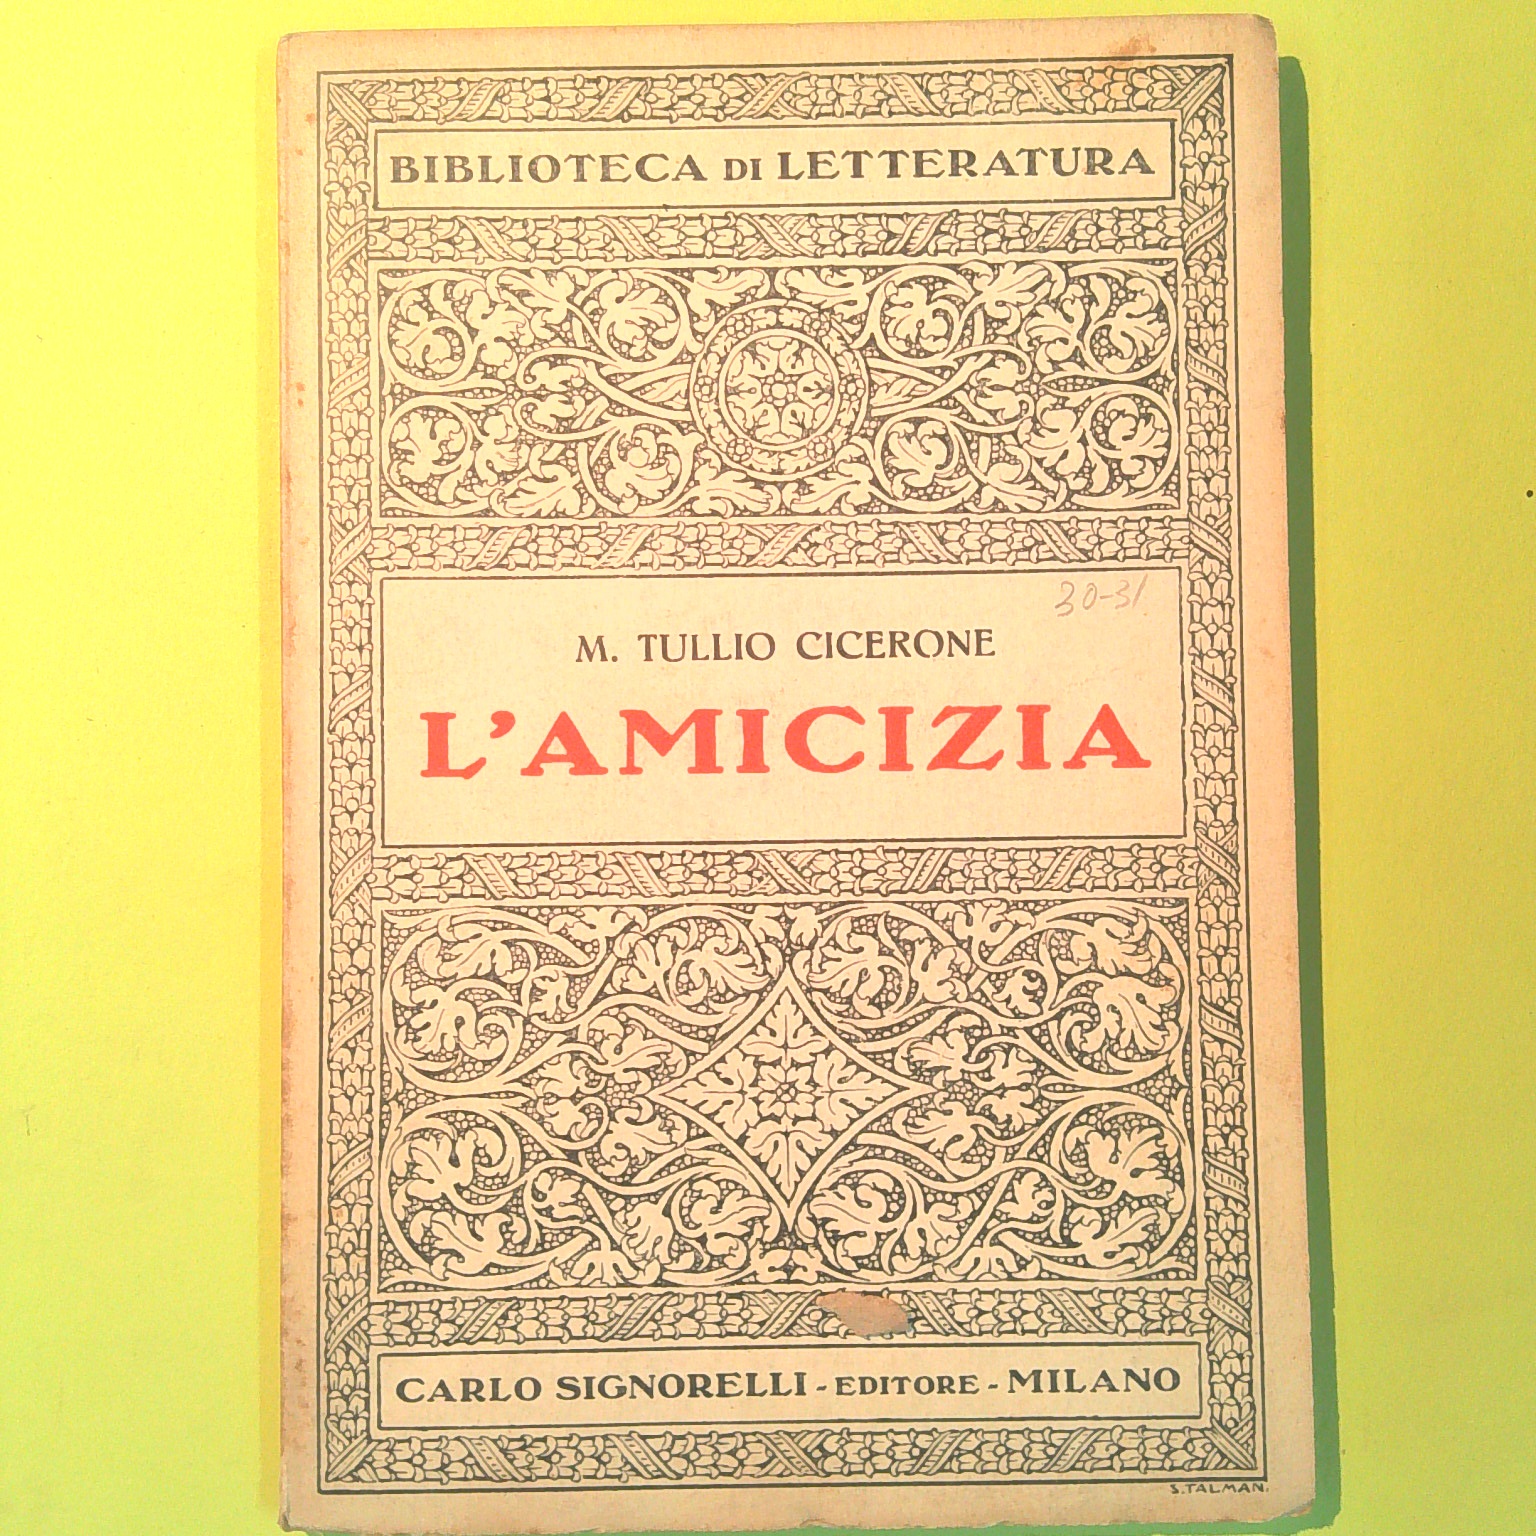 BIBLIOTECA DI LETTERATURA
30-31
M. TULLIO CICERONE
L'AMICIZIA
CARLO SIGNORELLI - EDITORE - MILANO
S. TALMAN.